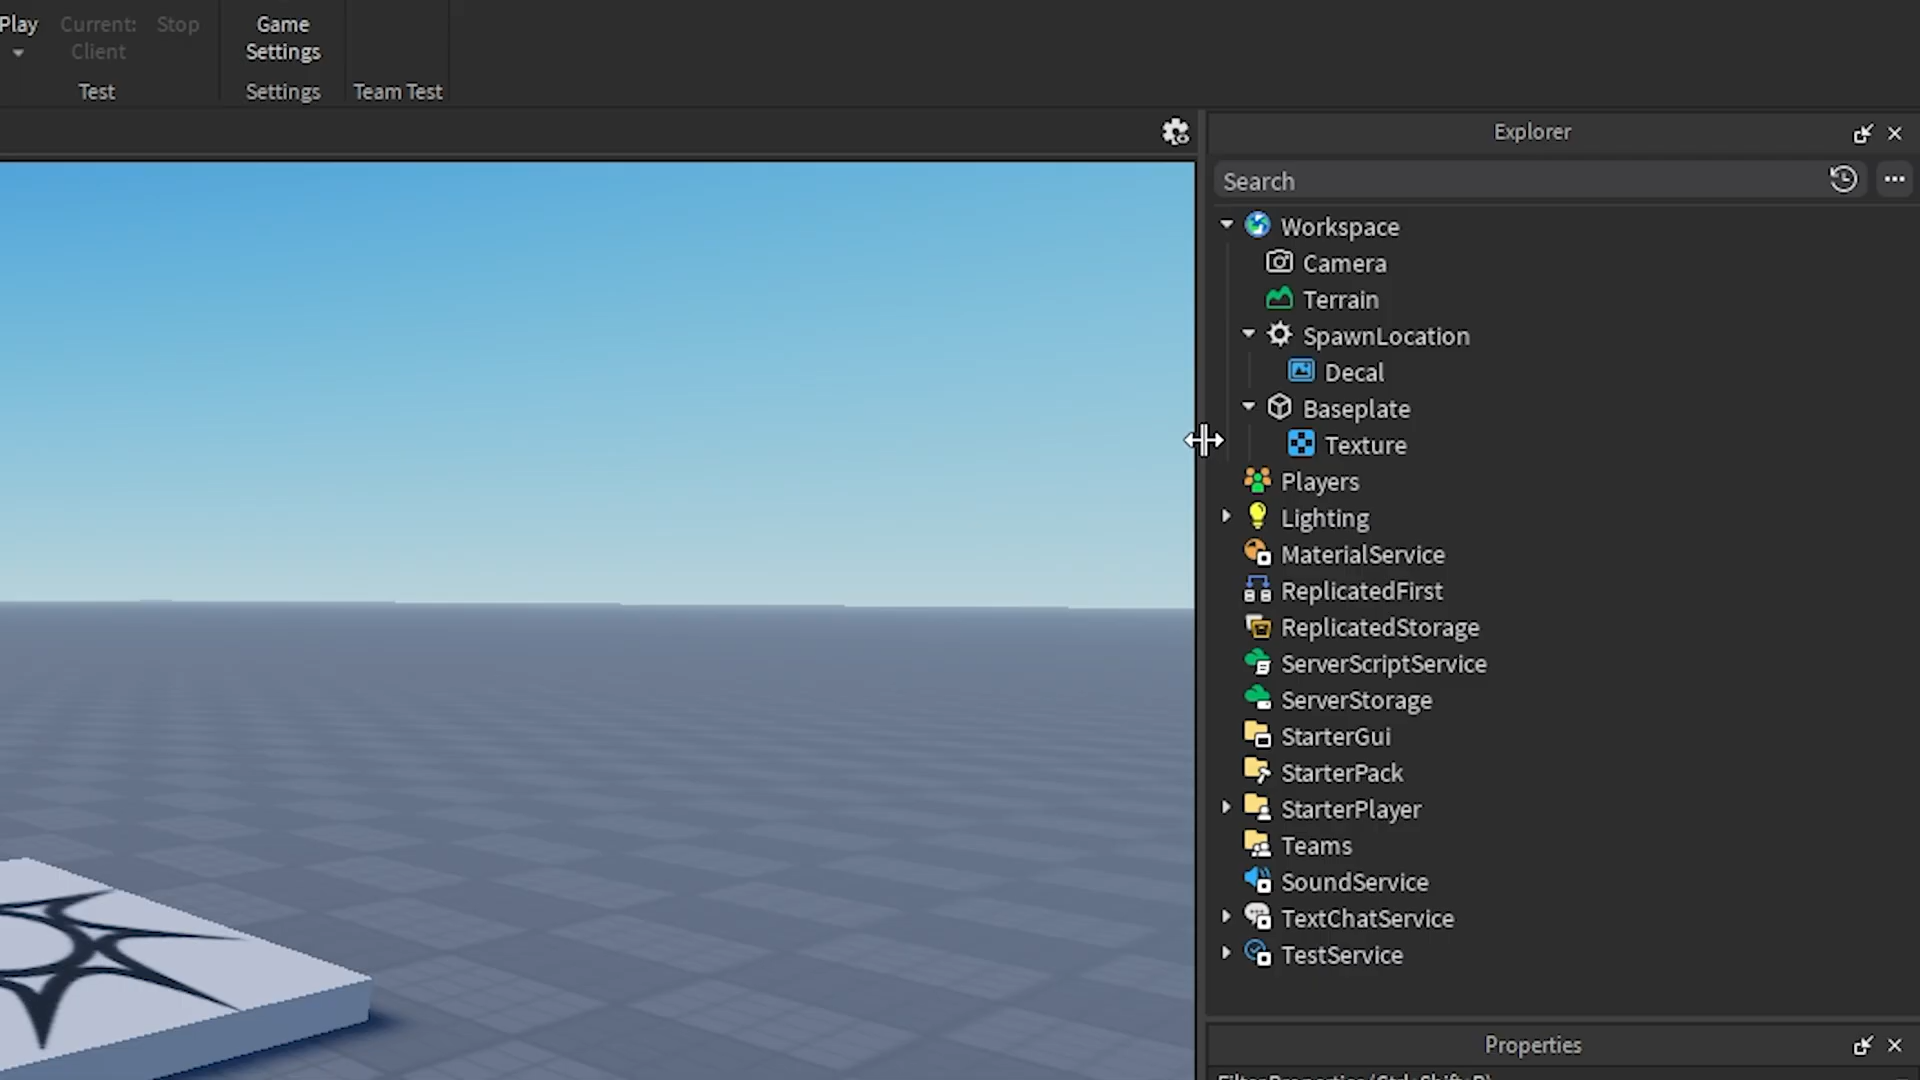 Play
Current:
Client
Stop
Test
Game
Settings
Settings
Team Test
Explorer
Search
Workspace
Camera
Terrain
SpawnLocation
Decal
Baseplate
Texture
Players
Lighting
MaterialService
ReplicatedFirst
ReplicatedStorage
ServerScriptService
ServerStorage
StarterGui
StarterPack
StarterPlayer
Teams
SoundService
TextChatService
TestService
Properties